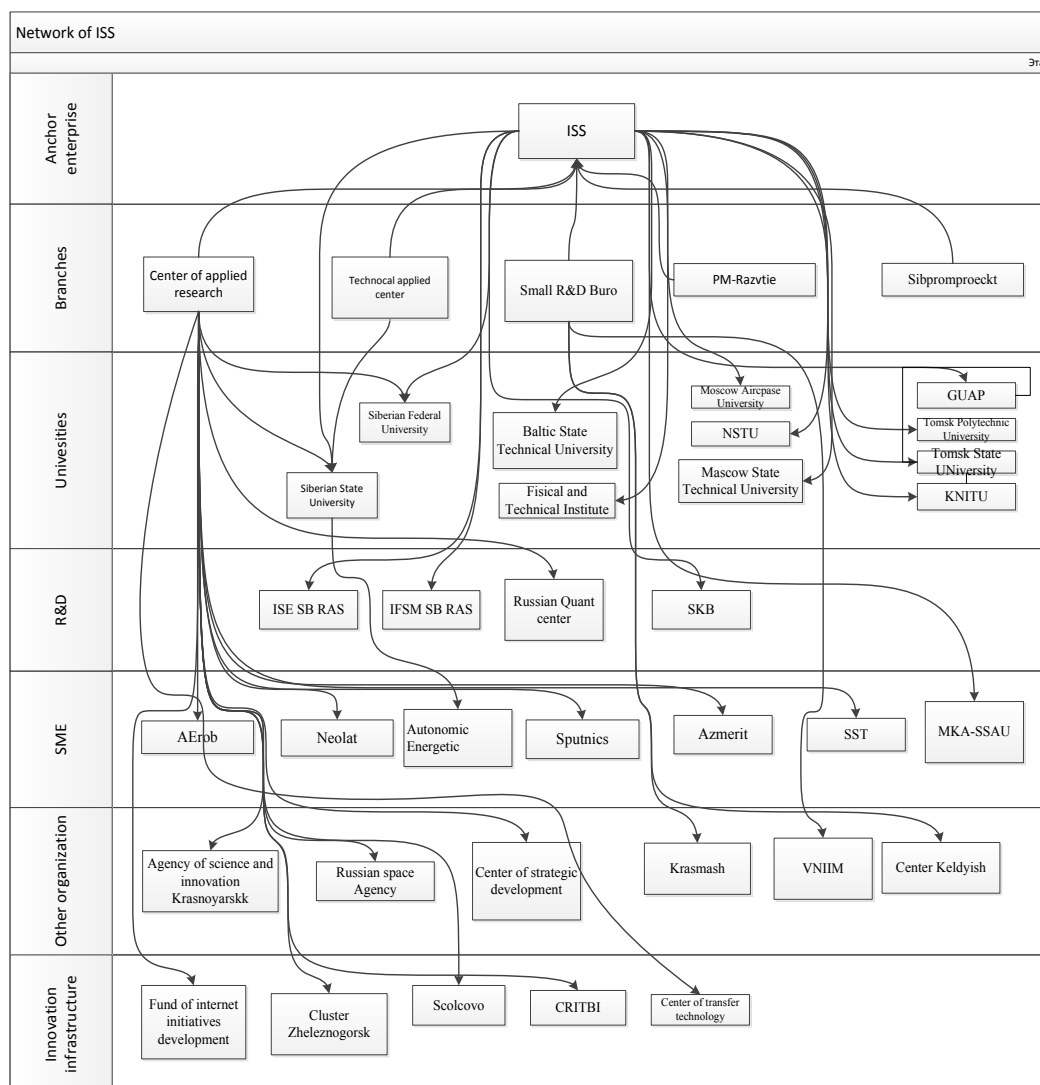 Network of ISS
Эта
Anchor
enterprise
ISS
Branches
Center of applied
research
Technocal applied
center
Small R&D Buro
PM-Razvtie
Sibpromproeckt
Univesities
Siberian Federal
University
Siberian State
University
Baltic State
Technical University
Fisical and
Technical Institute
Moscow Aircpase
University
NSTU
Mascow State
Technical University
GUAP
Tomsk Polytechnic
University
Tomsk State
UNiversity
KNITU
R&D
ISE SB RAS
IFSM SB RAS
Russian Quant
center
SKB
SME
AErob
Neolat
Autonomic
Energetic
Sputnics
Azmerit
SST
MKA-SSAU
Other organization
Agency of science and
innovation
Krasnoyarskk
Russian space
Agency
Center of strategic
development
Krasmash
VNIIM
Center Keldyish
Innovation
infrastructure
Fund of internet
initiatives
development
Cluster
Zheleznogorsk
Scolcovo
CRITBI
Center of transfer
technology